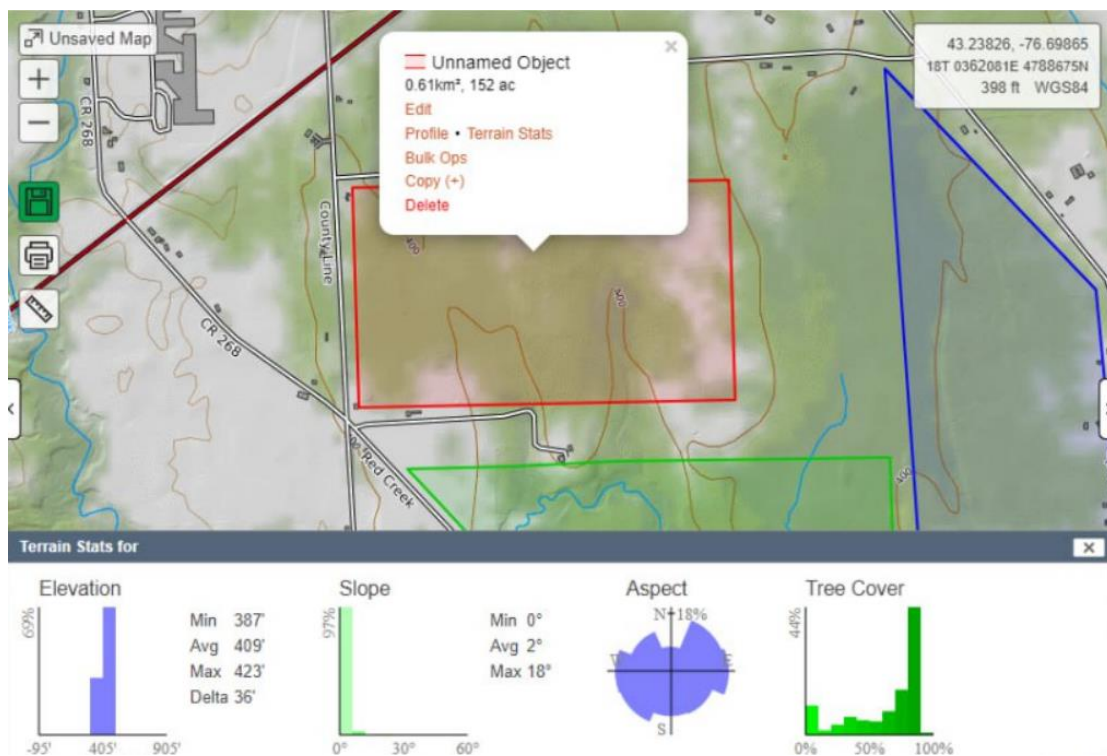 Unsaved Map
+
−
CR 268
County Line
CR 268
Red Creek
400
400
400
Unnamed Object
0.61km², 152 ac
Edit
Profile • Terrain Stats
Bulk Ops
Copy (+)
Delete
×
43.23826, -76.69865
18T 0362081E 4788675N
398 ft WGS84
Terrain Stats for
×
Elevation
69%
-95' 405' 905'
Min 387'
Avg 409'
Max 423'
Delta 36'
Slope
97%
0° 30° 60°
Min 0°
Avg 2°
Max 18°
Aspect
N 18%
E
S
Tree Cover
44%
0% 50% 100%